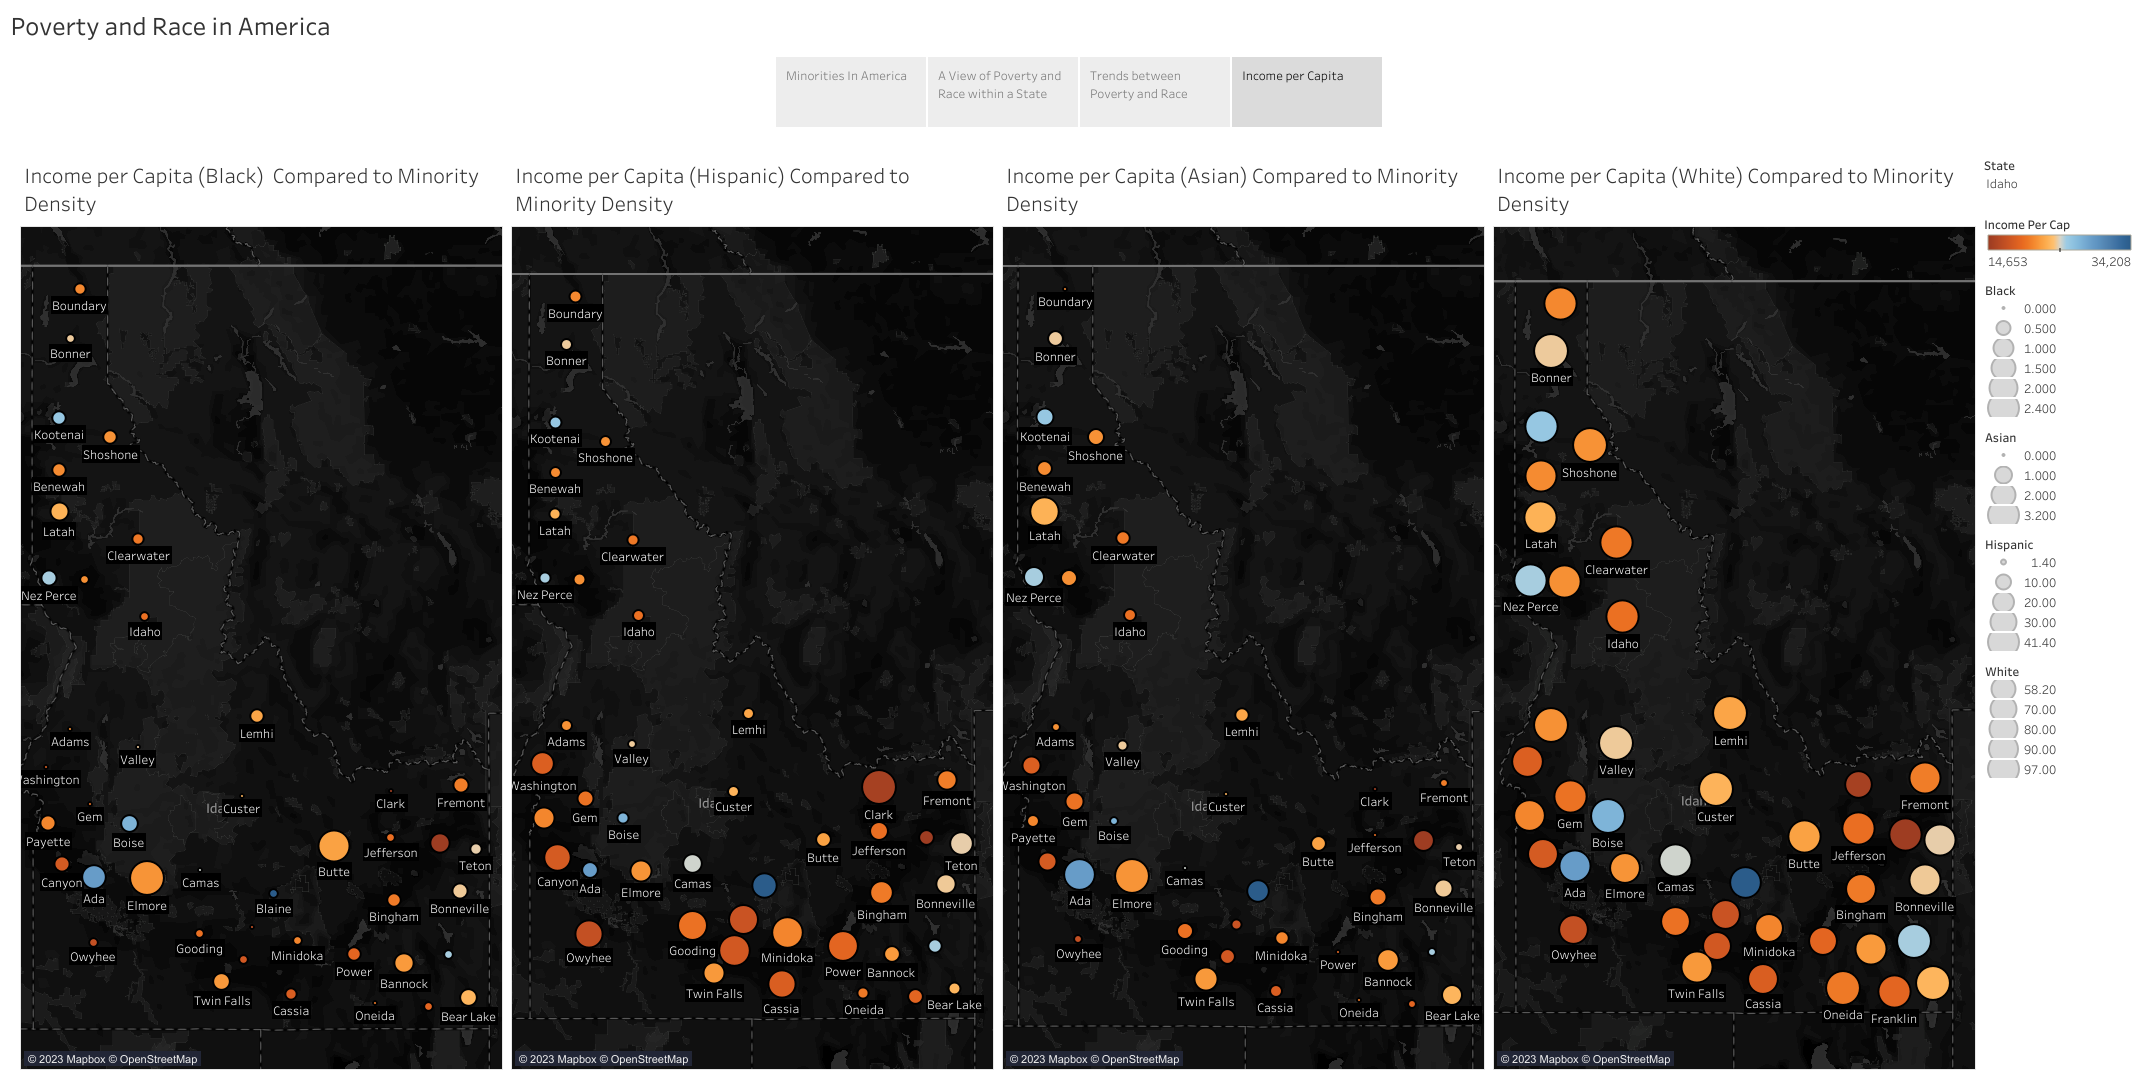 Poverty and Race in America
Minorities In America
A View of Poverty and
Race within a State
Trends between
Poverty and Race
Income per Capita
Income per Capita (Black)  Compared to Minority
Density
Boundary
Bonner
Kootenai
Shoshone
Benewah
Latah
Clearwater
Nez Perce
Idaho
Lemhi
Adams
Valley
ashington
Clark
Fremont
Ida
Custer
Gem
Payette
Boise
Jefferson
Teton
Butte
Canyon
Ada
Elmore
Camas
Blaine
Bonneville
Bingham
Gooding
Owyhee
Minidoka
Power
Bannock
Twin Falls
Cassia
Oneida
Bear Lake
© 2023 Mapbox © OpenStreetMap
Income per Capita (Hispanic) Compared to
Minority Density
Boundary
Bonner
Kootenai
Shoshone
Benewah
Latah
Clearwater
Nez Perce
Idaho
Lemhi
Adams
Valley
Washington
Ida
Custer
Fremont
Clark
Gem
Boise
Jefferson
Butte
Teton
Canyon
Ada
Elmore
Camas
Bonneville
Bingham
Gooding
Owyhee
Minidoka
Power
Bannock
Twin Falls
Cassia
Oneida
Bear Lake
© 2023 Mapbox © OpenStreetMap
Income per Capita (Asian) Compared to Minority
Density
Boundary
Bonner
Kootenai
Shoshone
Benewah
Latah
Clearwater
Nez Perce
Idaho
Lemhi
Adams
Valley
Washington
Clark
Fremont
Ida
Custer
Gem
Payette
Boise
Jefferson
Butte
Teton
Camas
Ada
Elmore
Bonneville
Bingham
Gooding
Owyhee
Minidoka
Power
Bannock
Twin Falls
Cassia
Oneida
Bear Lake
© 2023 Mapbox © OpenStreetMap
Income per Capita (White) Compared to Minority
Density
Bonner
Shoshone
Latah
Clearwater
Nez Perce
Idaho
Lemhi
Valley
Idah
Custer
Fremont
Gem
Boise
Jefferson
Butte
Ada
Elmore
Camas
Bonneville
Bingham
Owyhee
Minidoka
Twin Falls
Cassia
Oneida
Franklin
© 2023 Mapbox © OpenStreetMap
State
Idaho
Income Per Cap
14,653
34,208
Black
0.000
0.500
1.000
1.500
2.000
2.400
Asian
0.000
1.000
2.000
3.200
Hispanic
1.40
10.00
20.00
30.00
41.40
White
58.20
70.00
80.00
90.00
97.00